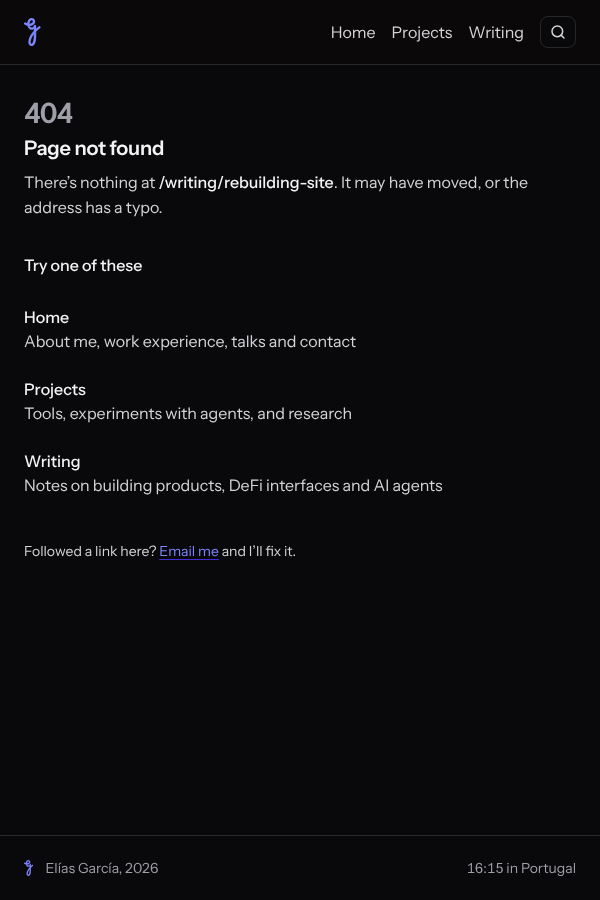 Home Projects Writing
404
Page not found
There’s nothing at /writing/rebuilding-site. It may have moved, or the
address has a typo.
Try one of these
Home
About me, work experience, talks and contact
Projects
Tools, experiments with agents, and research
Writing
Notes on building products, DeFi interfaces and AI agents
Followed a link here? Email me and I’ll fix it.
Elías García, 2026 16:15 in Portugal